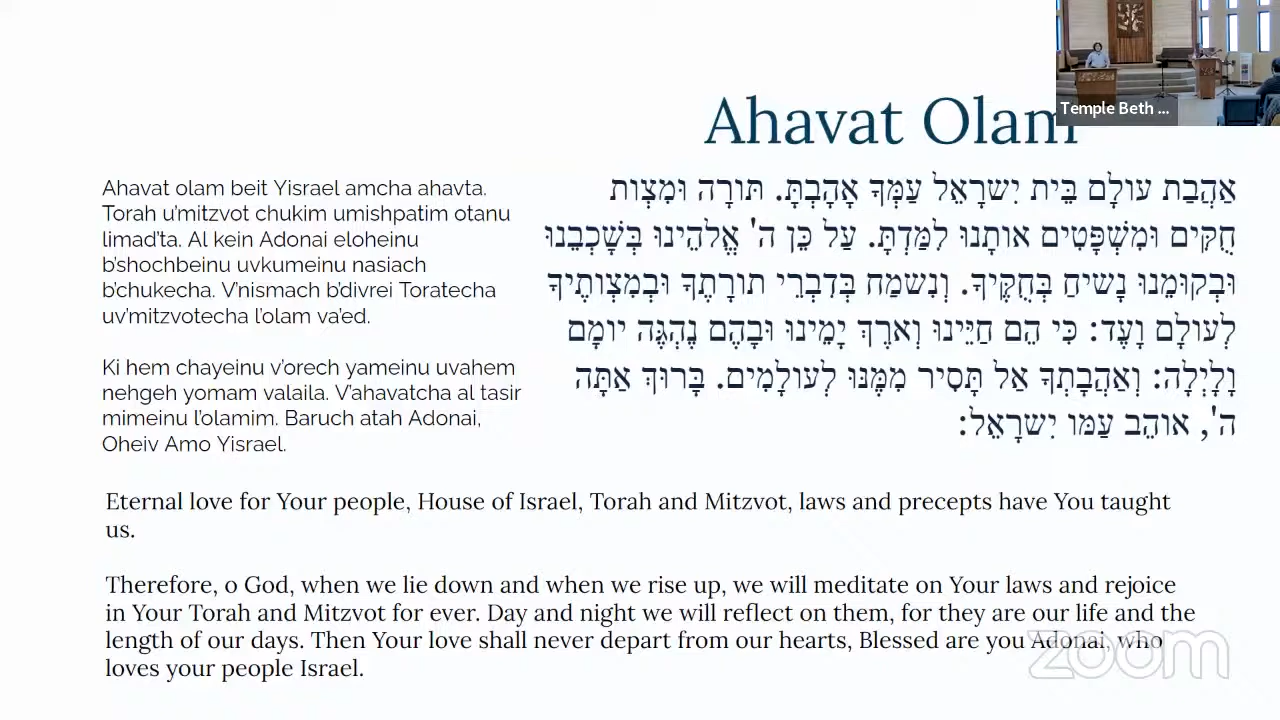 Temple Beth ...
Ahavat Olam
Ahavat olam beit Yisrael amcha ahavta.
Torah u'mitzvot chukim umishpatim otanu
limad'ta. Al kein Adonai eloheinu
b'shochbeinu uvkumeinu nasiach
b'chukecha. V'nismach b'divrei Toratecha
uv'mitzvotecha l'olam va'ed.
Ki hem chayeinu v'orech yameinu uvahem
nehgeh yomam valaila. V'ahavatcha al tasir
mimeinu l'olamim. Baruch atah Adonai,
Oheiv Amo Yisrael.
אַהֲבַת עוֹלָם בֵּית יִשְׂרָאֵל עַמְּךָ אָהָבְתָּ. תּוֹרָה וּמִצְוֹת
חֻקִּים וּמִשְׁפָּטִים אוֹתָנוּ לִמַּדְתָּ. עַל כֵּן ה' אֱלֹהֵינוּ בְּשָׁכְבֵנוּ
וּבְקוּמֵנוּ נָשִׂיחַ בְּחֻקֶּיךָ. וְנִשְׂמַח בְּדִבְרֵי תוֹרָתֶךָ וּבְמִצְוֹתֶיךָ
לְעוֹלָם וָעֶד: כִּי הֵם חַיֵּינוּ וְאֹרֶךְ יָמֵינוּ וּבָהֶם נֶהְגֶּה יוֹמָם
וָלָיְלָה: וְאַהֲבָתְךָ אַל תָּסִיר מִמֶּנּוּ לְעוֹלָמִים. בָּרוּךְ אַתָּה
ה', אוֹהֵב עַמּוֹ יִשְׂרָאֵל:
Eternal love for Your people, House of Israel, Torah and Mitzvot, laws and precepts have You taught
us.
Therefore, o God, when we lie down and when we rise up, we will meditate on Your laws and rejoice
in Your Torah and Mitzvot for ever. Day and night we will reflect on them, for they are our life and the
length of our days. Then Your love shall never depart from our hearts, Blessed are you Adonai, who
loves your people Israel.
zoom